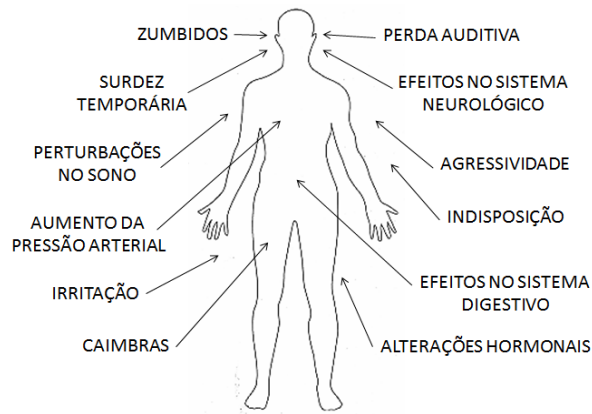 ZUMBIDOS
PERDA AUDITIVA
SURDEZ
TEMPORÁRIA
EFEITOS NO SISTEMA
NEUROLÓGICO
PERTURBAÇÕES
NO SONO
AGRESSIVIDADE
AUMENTO DA
PRESSÃO ARTERIAL
INDISPOSIÇÃO
IRRITAÇÃO
EFEITOS NO SISTEMA
DIGESTIVO
CAIMBRAS
ALTERAÇÕES HORMONAIS